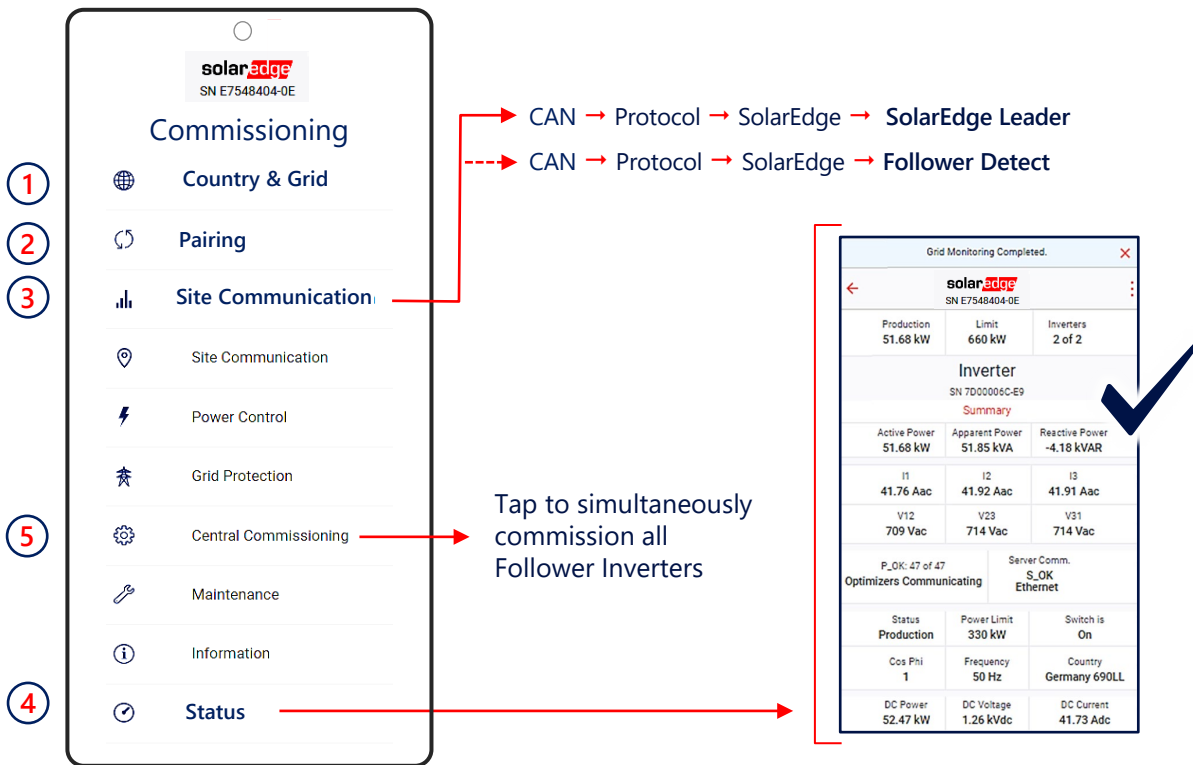 solaredge
SN E7548404-0E
Commissioning
1
Country & Grid
2
Pairing
3
Site Communication
Site Communication
Power Control
Grid Protection
5
Central Commissioning
Maintenance
Information
4
Status
CAN → Protocol → SolarEdge → SolarEdge Leader
CAN → Protocol → SolarEdge → Follower Detect
Tap to simultaneously
commission all
Follower Inverters
Grid Monitoring Completed.
solaredge
SN E7548404-0E
Production Limit Inverters
51.68 kW 660 kW 2 of 2
Inverter
SN 7D00006C-E9
Summary
Active Power Apparent Power Reactive Power
51.68 kW 51.85 kVA -4.18 kVAR
I1 I2 I3
41.76 Aac 41.92 Aac 41.91 Aac
V12 V23 V31
709 Vac 714 Vac 714 Vac
P_OK: 47 of 47 Server Comm.
Optimizers Communicating S_OK
Ethernet
Status Power Limit Switch is
Production 330 kW On
Cos Phi Frequency Country
1 50 Hz Germany 690LL
DC Power DC Voltage DC Current
52.47 kW 1.26 kVdc 41.73 Adc